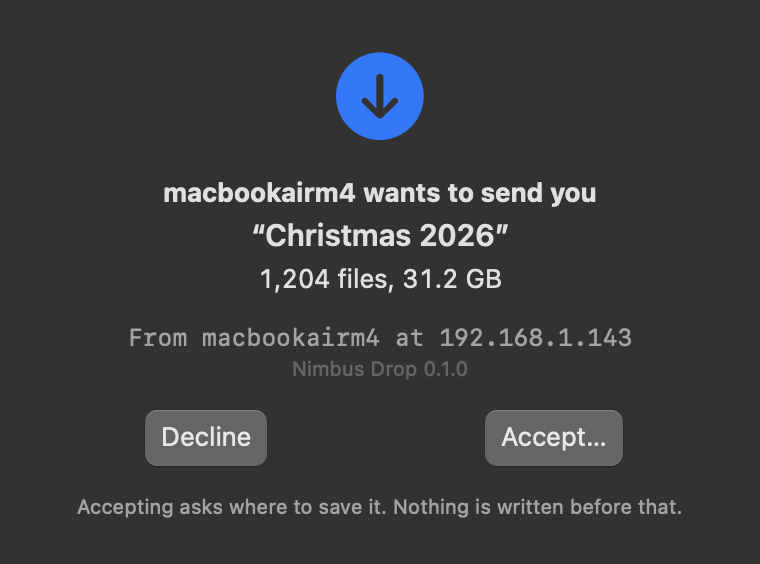 macbookairm4 wants to send you
“Christmas 2026”
1,204 files, 31.2 GB
From macbookairm4 at 192.168.1.143
Nimbus Drop 0.1.0
Decline
Accept...
Accepting asks where to save it. Nothing is written before that.